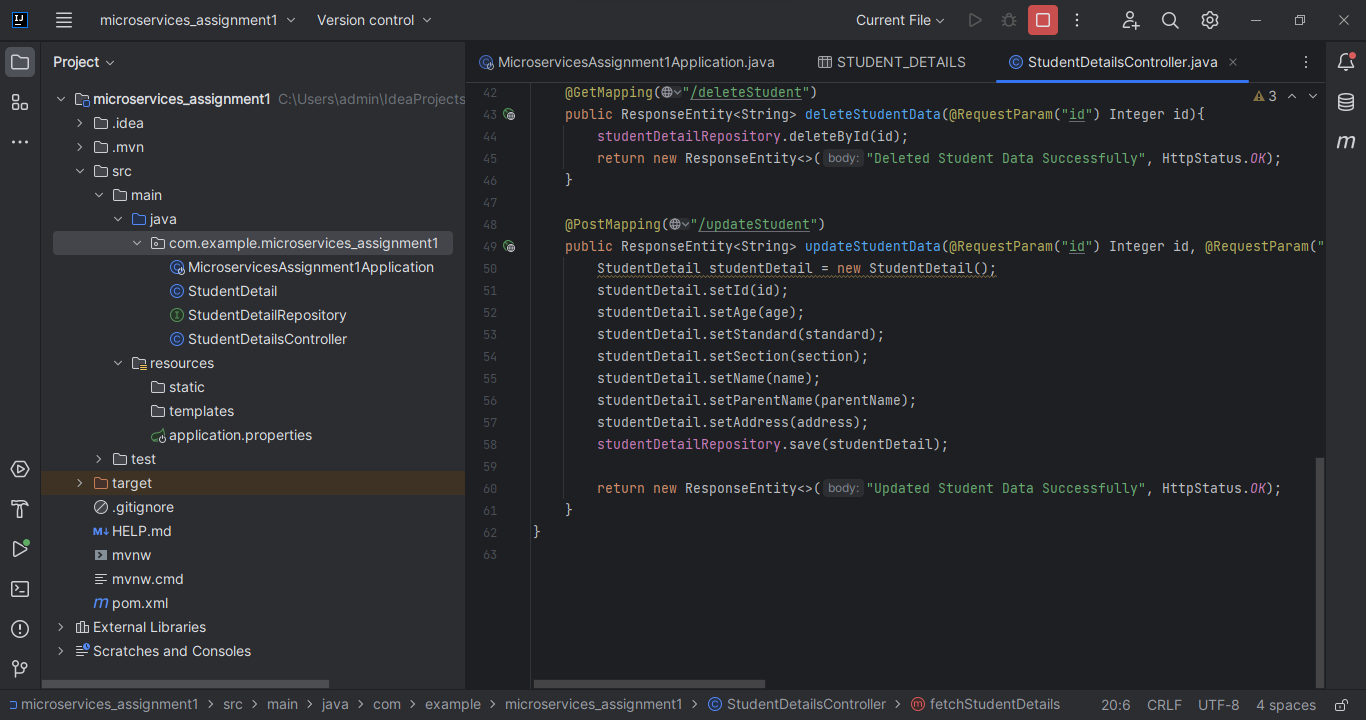 microservices_assignment1 Version control Current File
Project
MicroservicesAssignment1Application.java STUDENT_DETAILS StudentDetailsController.java
microservices_assignment1 C:\Users\admin\IdeaProjects
.idea
.mvn
src
main
java
com.example.microservices_assignment1
MicroservicesAssignment1Application
StudentDetail
StudentDetailRepository
StudentDetailsController
resources
static
templates
application.properties
test
target
.gitignore
M↓ HELP.md
mvnw
mvnw.cmd
m pom.xml
External Libraries
Scratches and Consoles
3
42 @GetMapping("/deleteStudent")
43 public ResponseEntity<String> deleteStudentData(@RequestParam("id") Integer id){
44 studentDetailRepository.deleteById(id);
45 return new ResponseEntity<>( body: "Deleted Student Data Successfully", HttpStatus.OK);
46 }
47
48 @PostMapping("/updateStudent")
49 public ResponseEntity<String> updateStudentData(@RequestParam("id") Integer id, @RequestParam("
50 StudentDetail studentDetail = new StudentDetail();
51 studentDetail.setId(id);
52 studentDetail.setAge(age);
53 studentDetail.setStandard(standard);
54 studentDetail.setSection(section);
55 studentDetail.setName(name);
56 studentDetail.setParentName(parentName);
57 studentDetail.setAddress(address);
58 studentDetailRepository.save(studentDetail);
59
60 return new ResponseEntity<>( body: "Updated Student Data Successfully", HttpStatus.OK);
61 }
62 }
63
m
microservices_assignment1 > src > main > java > com > example > microservices_assignment1 > StudentDetailsController > fetchStudentDetails 20:6 CRLF UTF-8 4 spaces